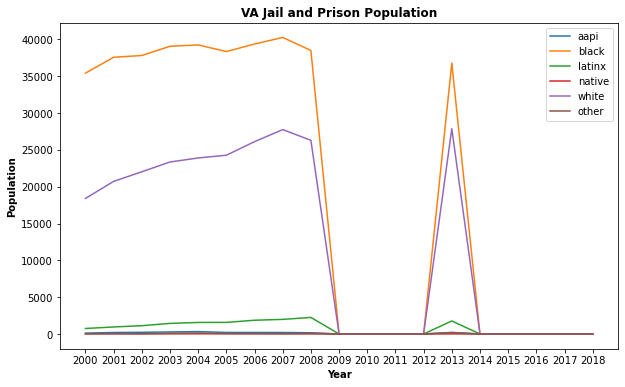 VA Jail and Prison Population
aapi
black
latinx
native
white
other
Population
40000
35000
30000
25000
20000
15000
10000
5000
0
2000 2001 2002 2003 2004 2005 2006 2007 2008 2009 2010 2011 2012 2013 2014 2015 2016 2017 2018
Year